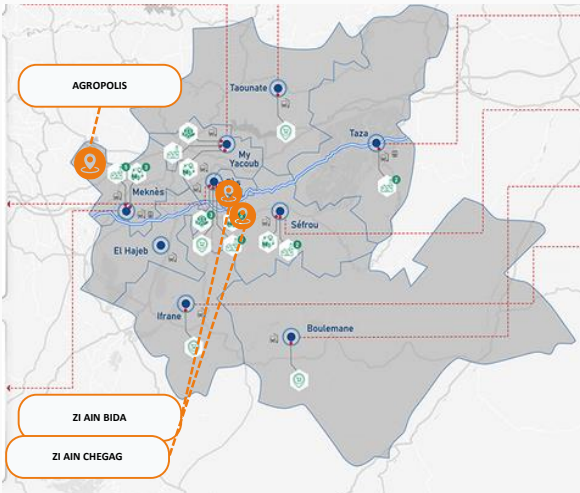 AGROPOLIS
Taounate
Taza
My
Yacoub
Meknès
Séfrou
El Hajeb
Ifrane
Boulemane
ZI AIN BIDA
ZI AIN CHEGAG